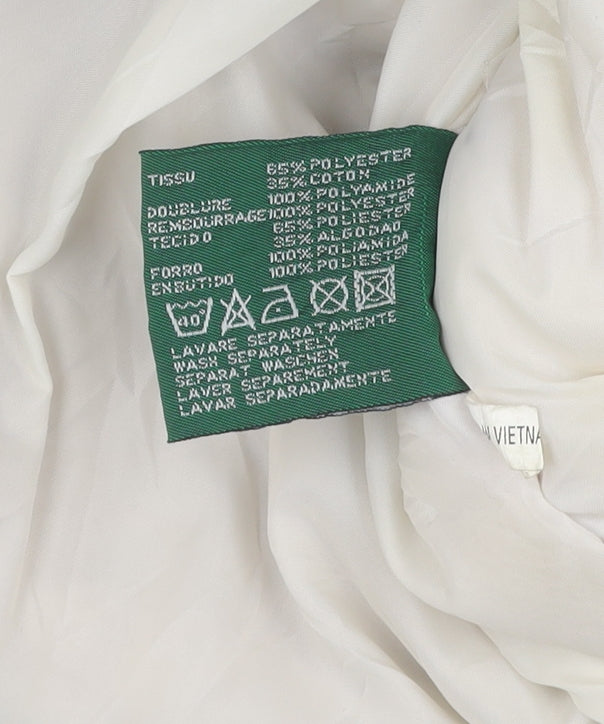 TISSU 65% POLYESTER
35% COTON
DOUBLURE 100% POLYAMIDE
REMBOURRAGE 100% POLYESTER
TECIDO 65% POLIESTER
35% ALGODAO
FORRO 100% POLIAMIDA
ENBUTIDO 100% POLIESTER
40°
LAVARE SEPARATAMENTE
WASH SEPARATELY
SEPARAT WASCHEN
LAVER SEPAREMENT
LAVAR SEPARADAMENTE
VIETNA